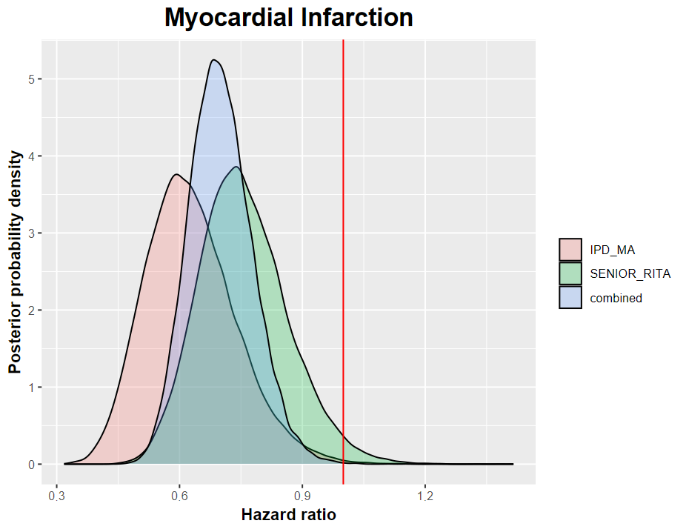 Myocardial Infarction
Posterior probability density
5
4
3
2
1
0
0,3
0,6
0,9
1,2
Hazard ratio
IPD_MA
SENIOR_RITA
combined